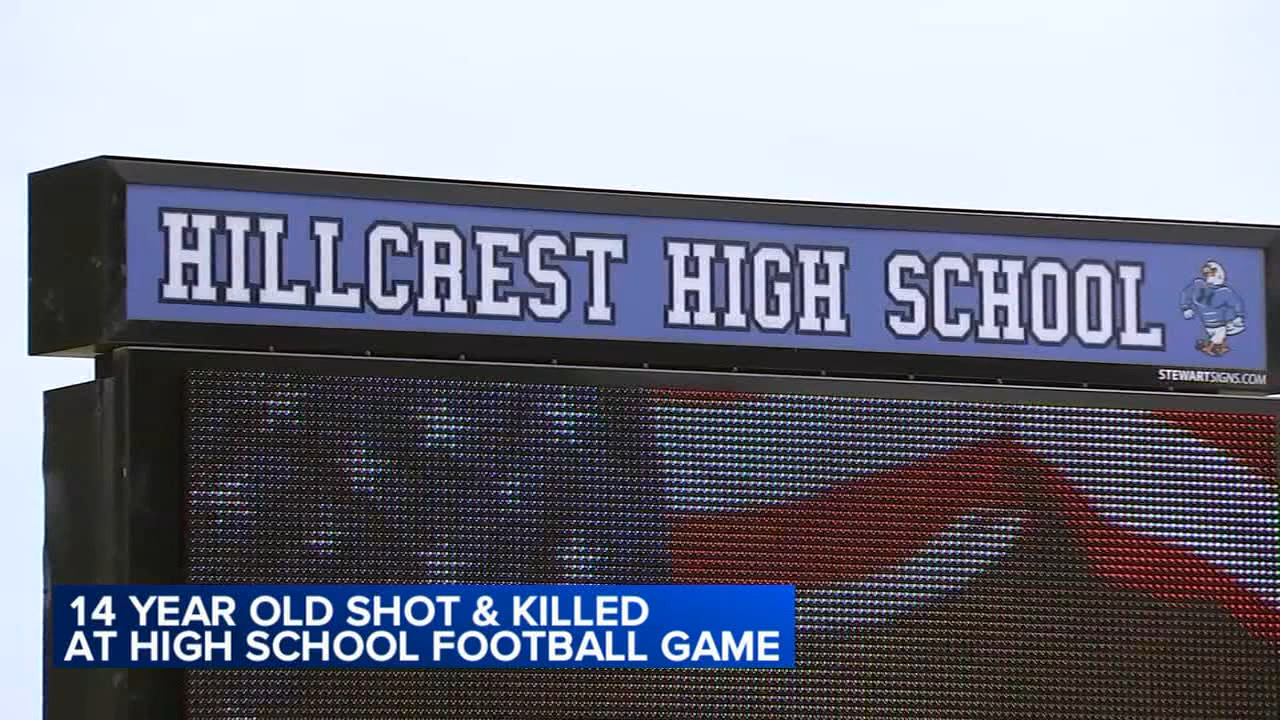 HILLCREST HIGH SCHOOL
STEWARTSIGNS.COM
14 YEAR OLD SHOT & KILLED
AT HIGH SCHOOL FOOTBALL GAME